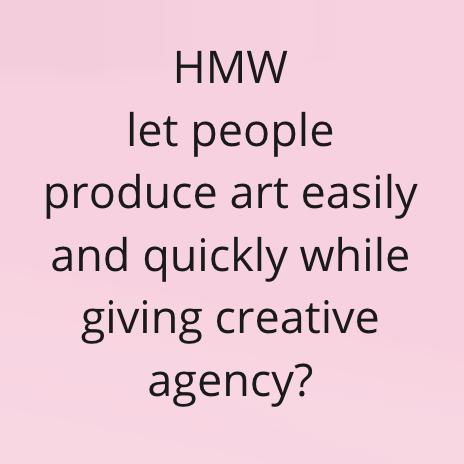 HMW
let people
produce art easily
and quickly while
giving creative
agency?